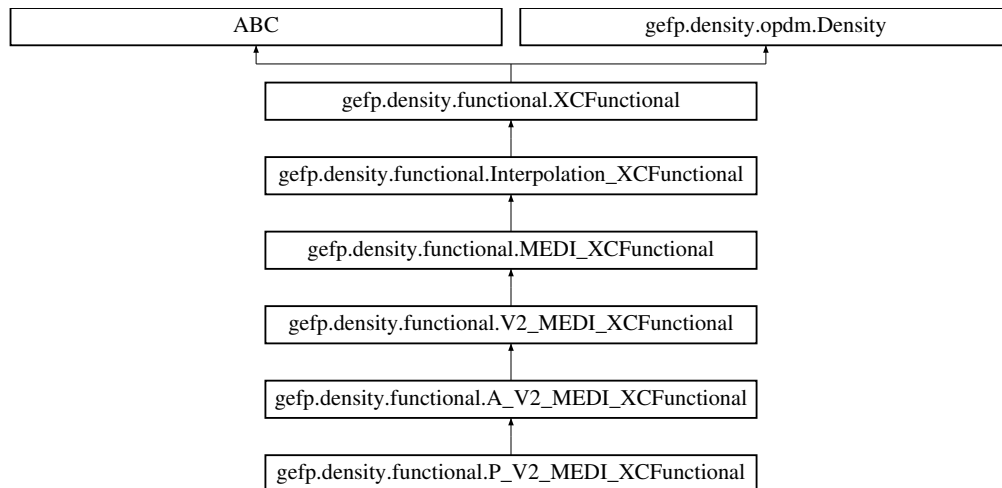 ABC
gefp.density.opdm.Density
gefp.density.functional.XCFunctional
gefp.density.functional.Interpolation_XCFunctional
gefp.density.functional.MEDI_XCFunctional
gefp.density.functional.V2_MEDI_XCFunctional
gefp.density.functional.A_V2_MEDI_XCFunctional
gefp.density.functional.P_V2_MEDI_XCFunctional